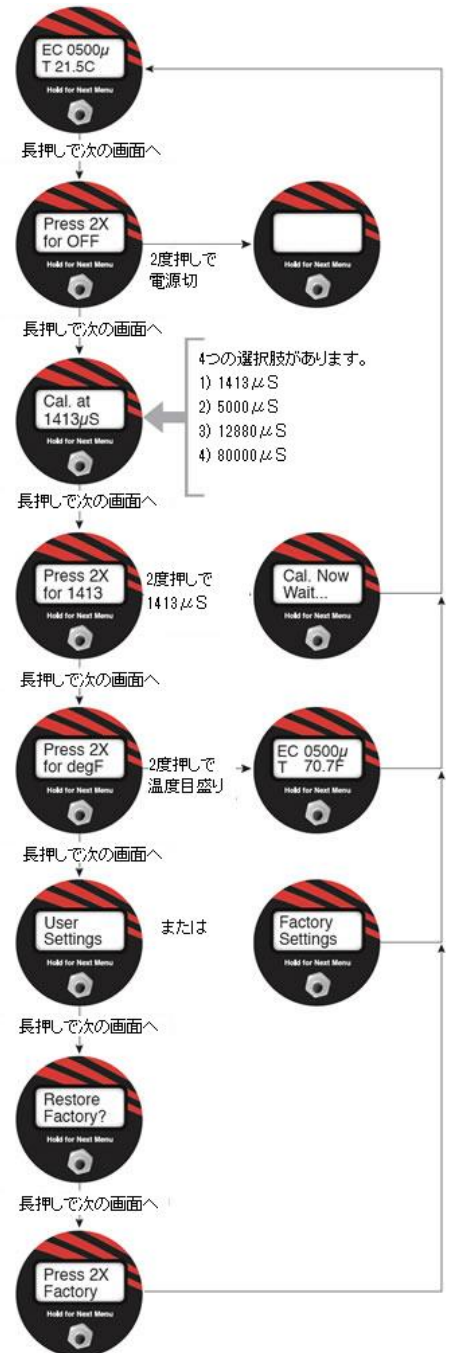 EC 0500µ
T 21.5C
Hold for Next Menu
長押しで次の画面へ
Press 2X
for OFF
Hold for Next Menu
2度押しで
電源切
Hold for Next Menu
長押しで次の画面へ
Cal. at
1413µS
Hold for Next Menu
4つの選択肢があります。
1) 1413μS
2) 5000μS
3) 12880μS
4) 80000μS
長押しで次の画面へ
Press 2X
for 1413
Hold for Next Menu
2度押しで
1413μS
Cal. Now
Wait...
Hold for Next Menu
長押しで次の画面へ
Press 2X
for degF
Hold for Next Menu
2度押しで
温度目盛り
EC 0500µ
T 70.7F
Hold for Next Menu
長押しで次の画面へ
User
Settings
Hold for Next Menu
または
Factory
Settings
Hold for Next Menu
長押しで次の画面へ
Restore
Factory?
Hold for Next Menu
長押しで次の画面へ
Press 2X
Factory
Hold for Next Menu